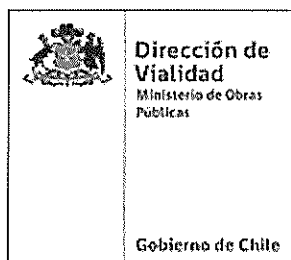 Dirección de
Vialidad
Ministerio de Obras
Públicas
Gobierno de Chile